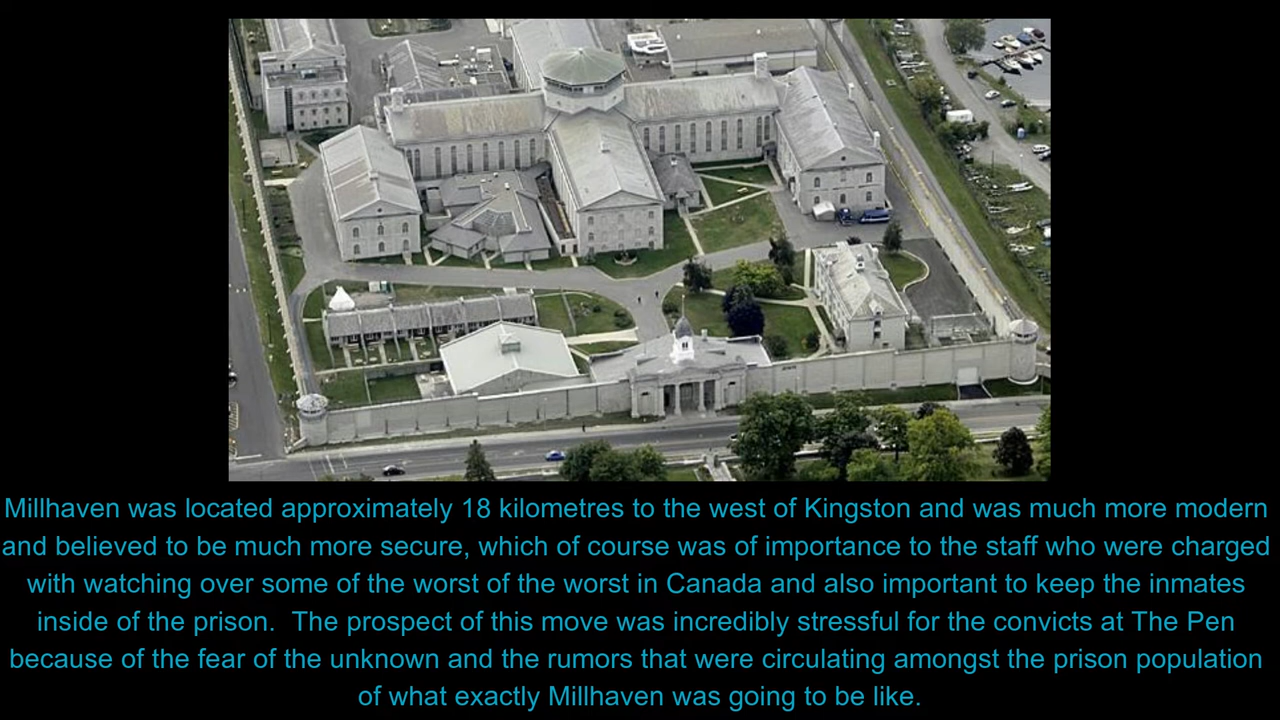 Millhaven was located approximately 18 kilometres to the west of Kingston and was much more modern
and believed to be much more secure, which of course was of importance to the staff who were charged
with watching over some of the worst of the worst in Canada and also important to keep the inmates
inside of the prison.  The prospect of this move was incredibly stressful for the convicts at The Pen
because of the fear of the unknown and the rumors that were circulating amongst the prison population
of what exactly Millhaven was going to be like.